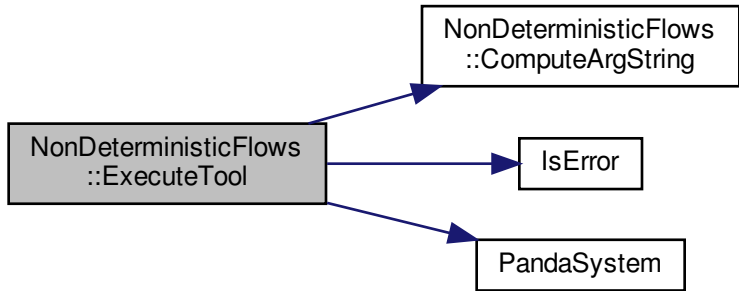 NonDeterministicFlows
::ExecuteTool
NonDeterministicFlows
::ComputeArgString
IsError
PandaSystem